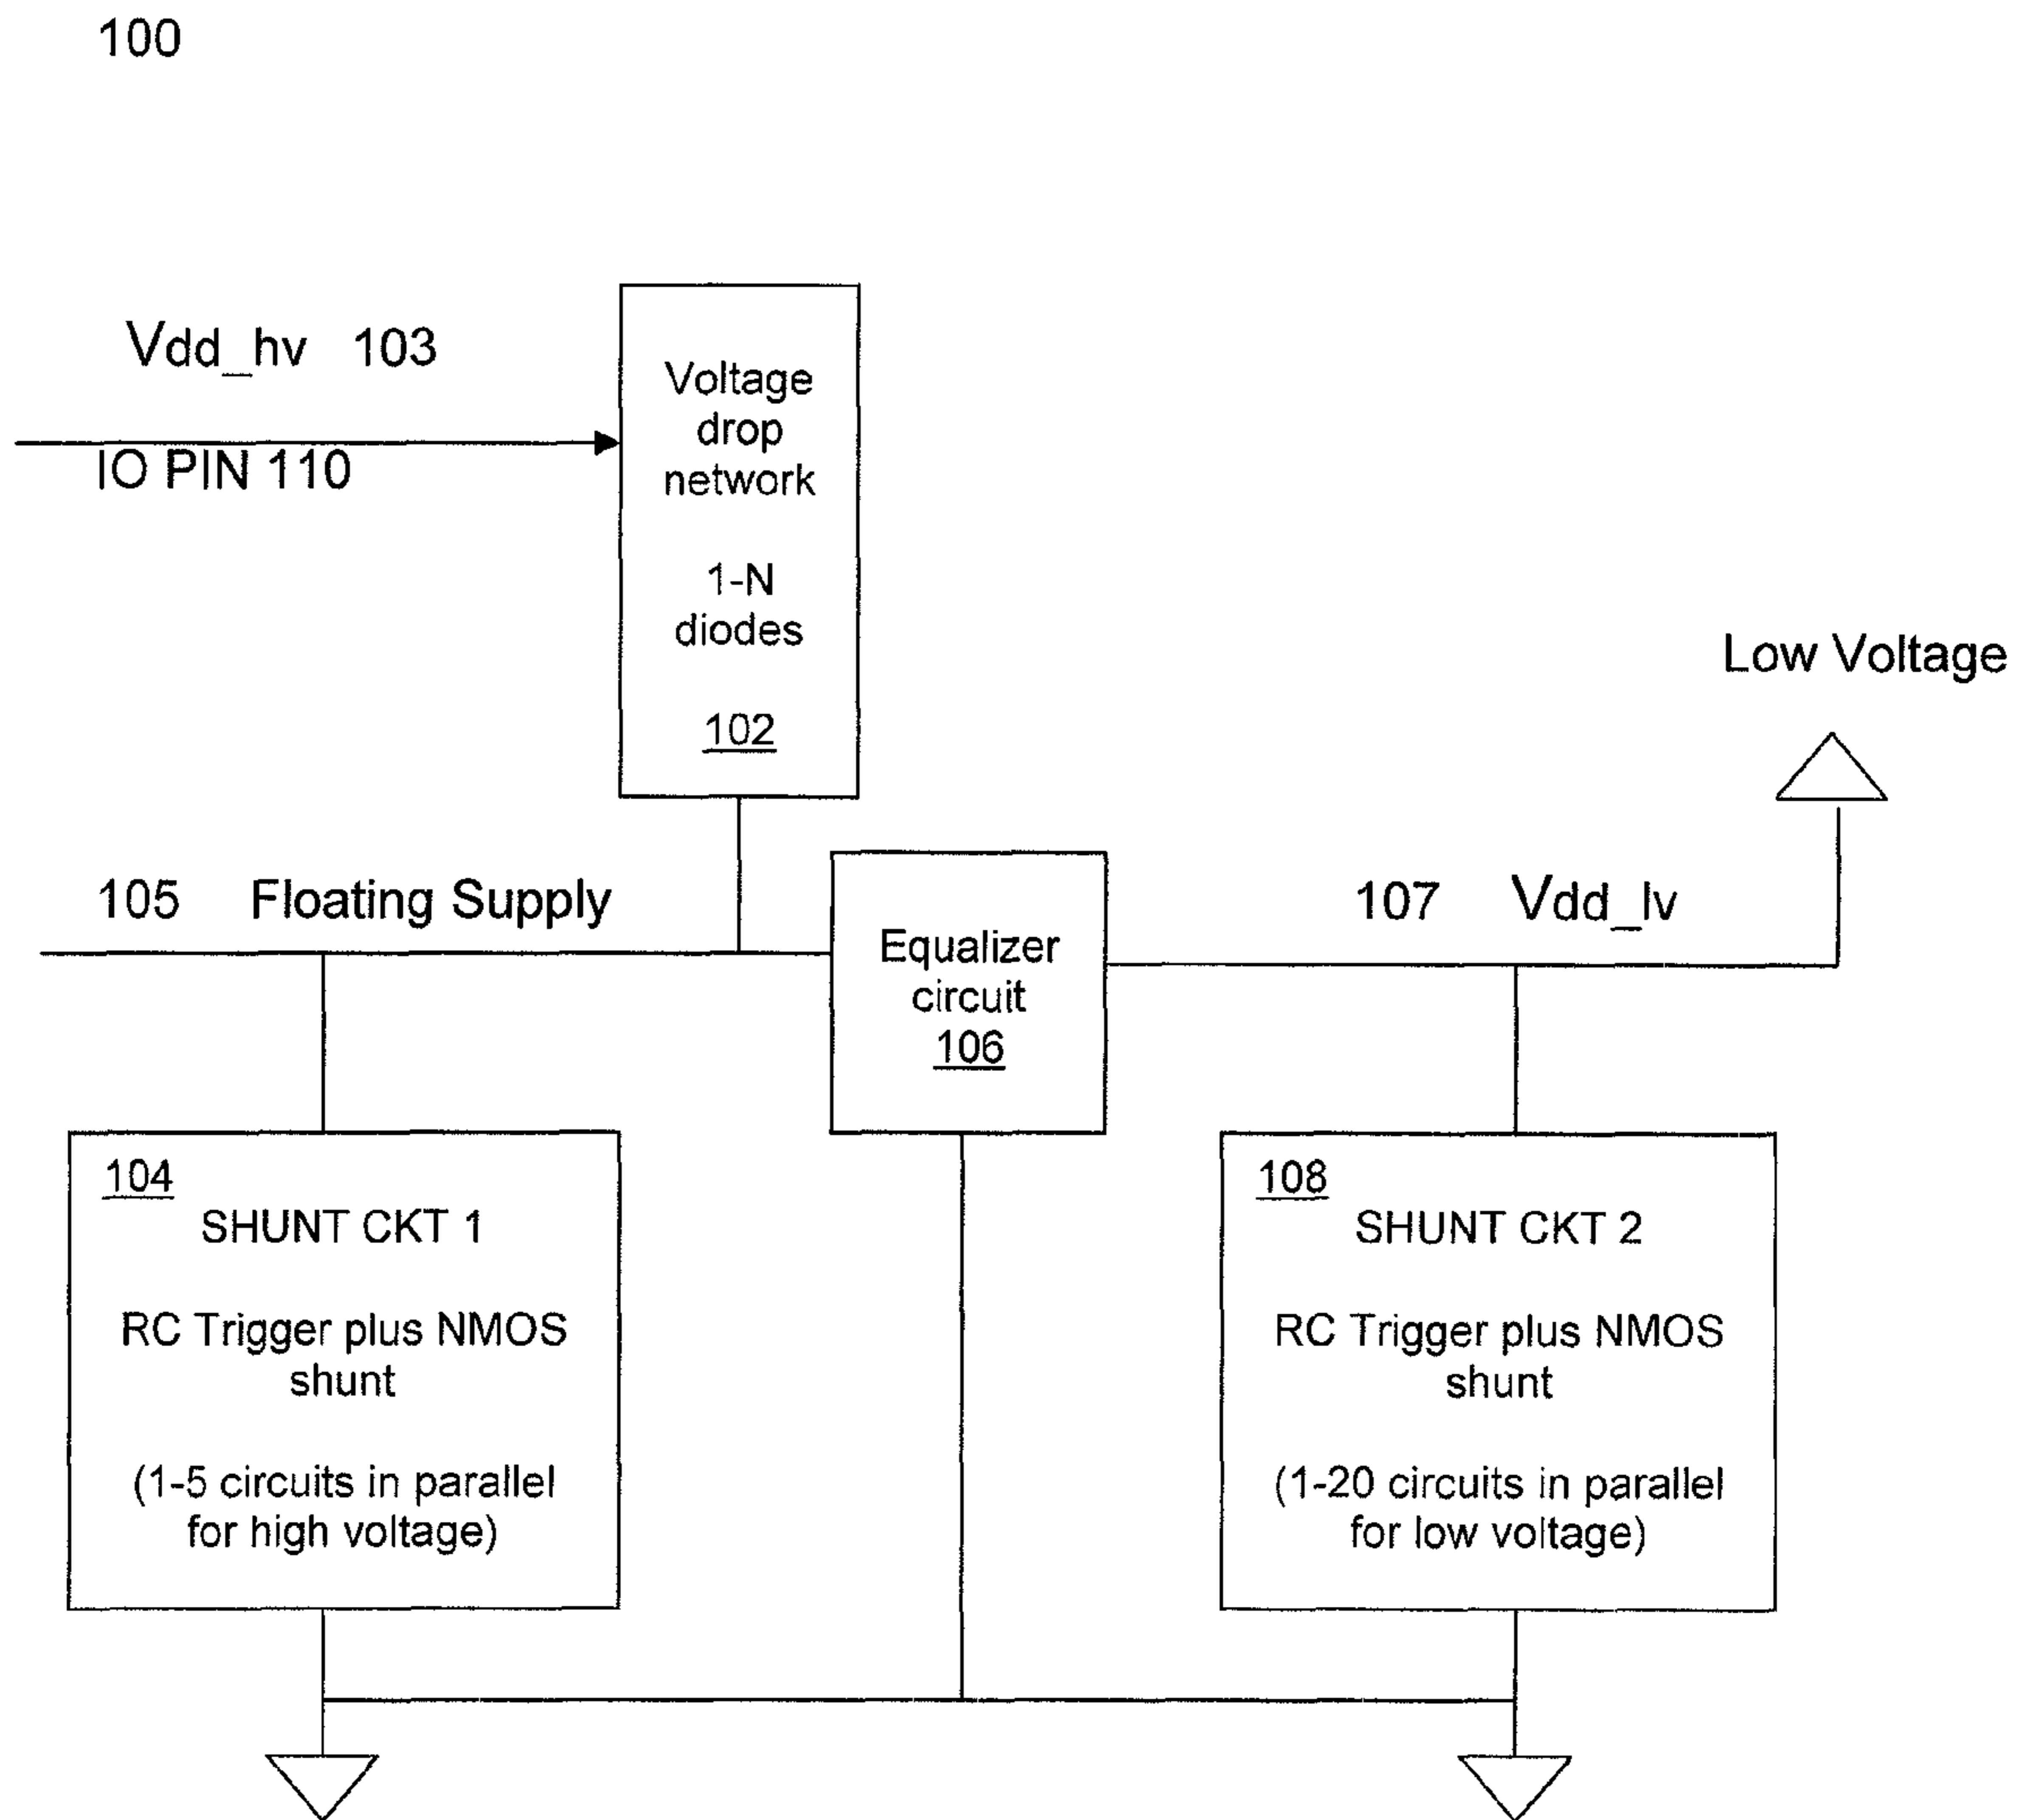 100
Vdd_hv 103
IO PIN 110
Voltage
drop
network
1-N
diodes
102
Low Voltage
105 Floating Supply
Equalizer
circuit
106
107 Vdd_lv
104
SHUNT CKT 1
RC Trigger plus NMOS
shunt
(1-5 circuits in parallel
for high voltage)
108
SHUNT CKT 2
RC Trigger plus NMOS
shunt
(1-20 circuits in parallel
for low voltage)